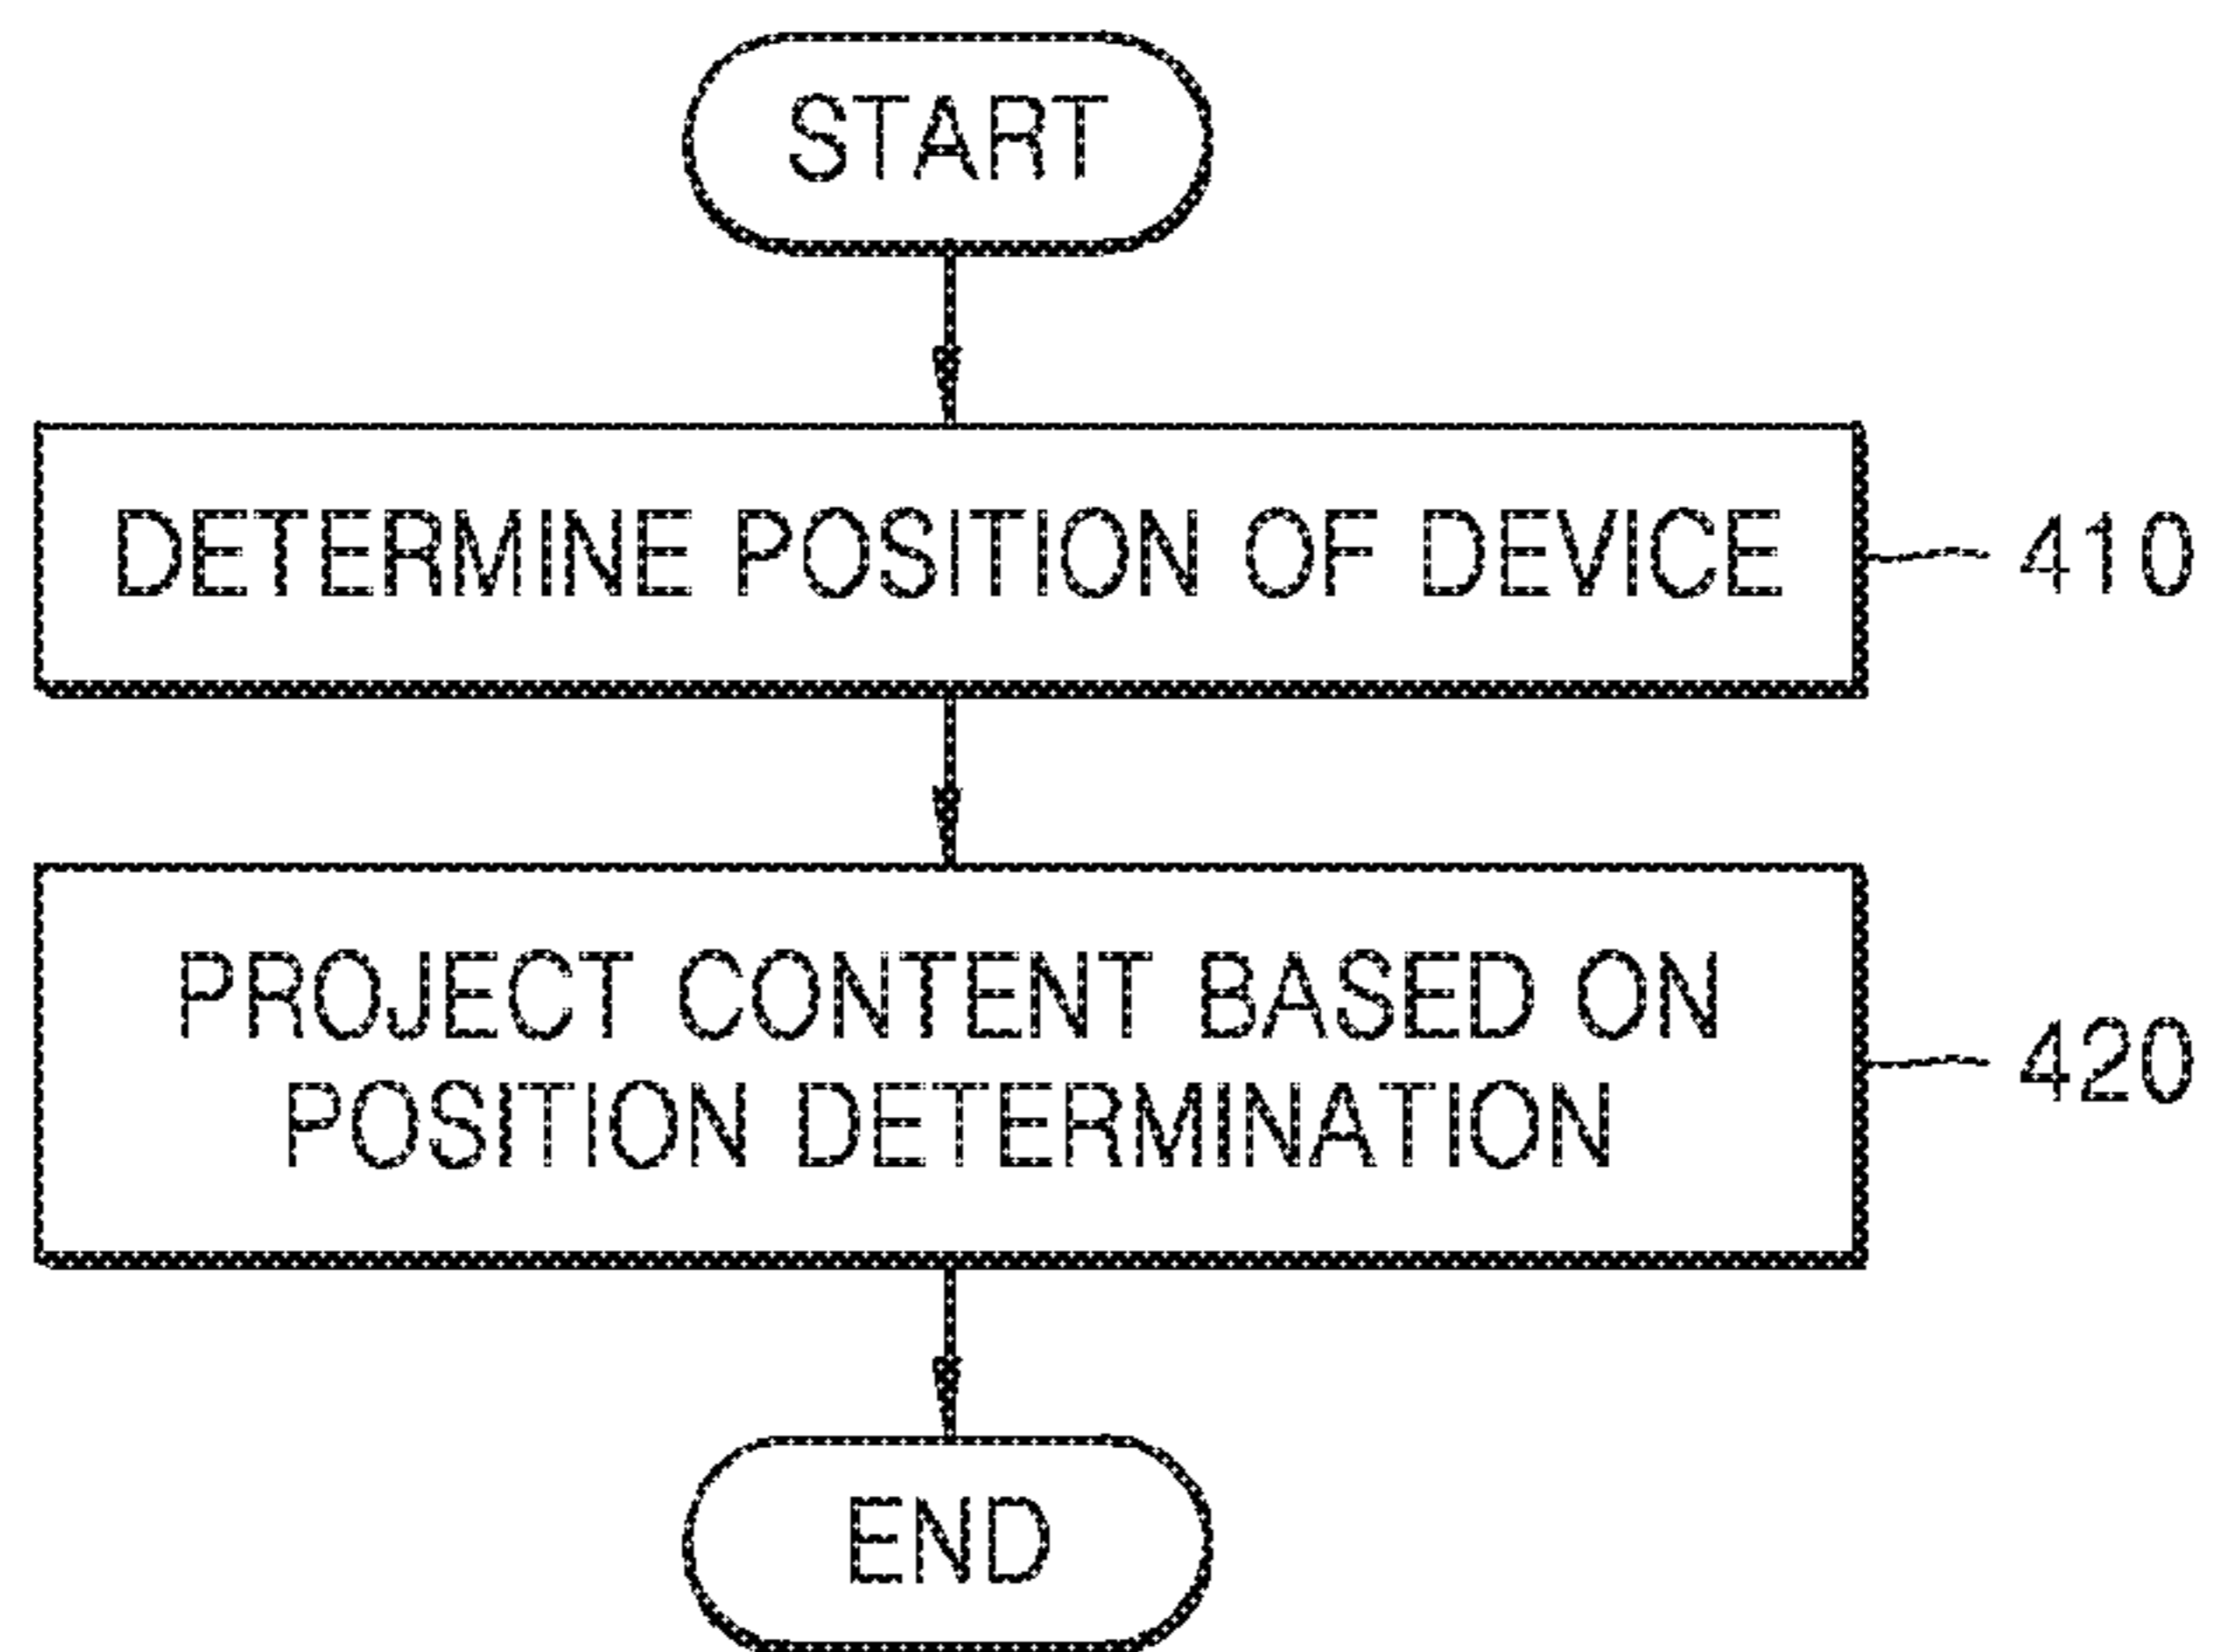 START
DETERMINE POSITION OF DEVICE
410
PROJECT CONTENT BASED ON
POSITION DETERMINATION
420
END